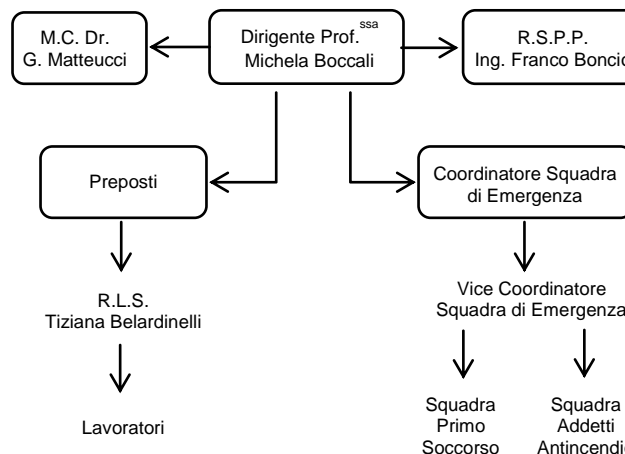 M.C. Dr.
G. Matteucci
Dirigente Prof.ssa
Michela Boccali
R.S.P.P.
Ing. Franco Boncio
Preposti
Coordinatore Squadra
di Emergenza
R.L.S.
Tiziana Belardinelli
Vice Coordinatore
Squadra di Emergenza
Lavoratori
Squadra
Primo
Soccorso
Squadra
Addetti
Antincendio